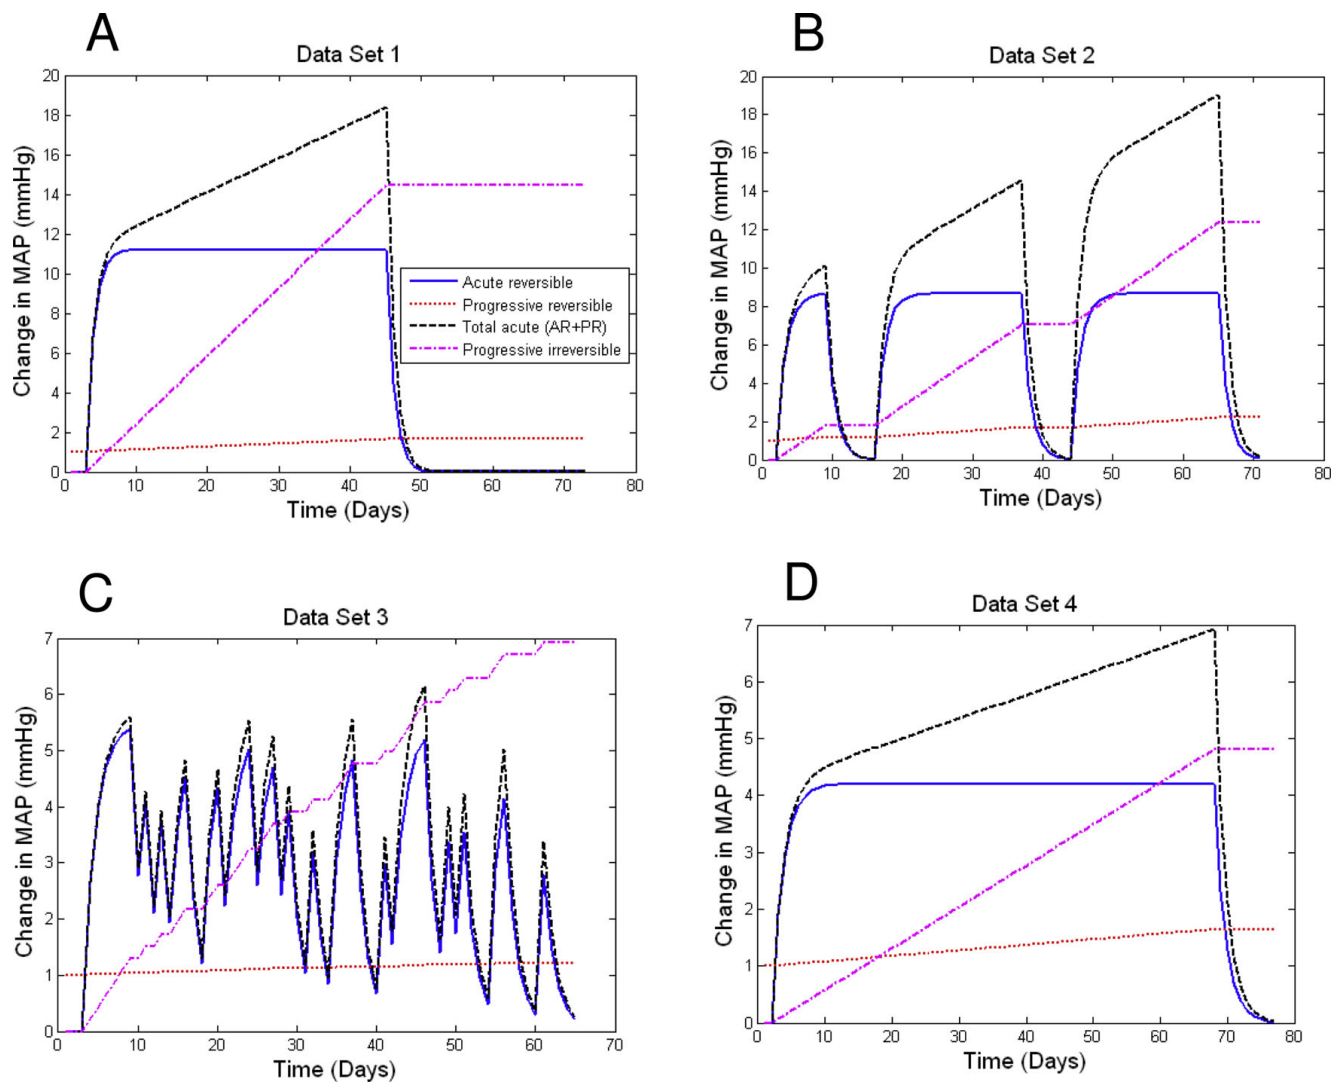 A
Data Set 1
Change in MAP (mmHg)
20
18
16
14
12
10
8
6
4
2
0
0 10 20 30 40 50 60 70 80
Time (Days)
Acute reversible
Progressive reversible
Total acute (AR+PR)
Progressive irreversible
B
Data Set 2
Change in MAP (mmHg)
20
18
16
14
12
10
8
6
4
2
0
0 10 20 30 40 50 60 70 80
Time (Days)
C
Data Set 3
Change in MAP (mmHg)
7
6
5
4
3
2
1
0
0 10 20 30 40 50 60 70
Time (Days)
D
Data Set 4
Change in MAP (mmHg)
7
6
5
4
3
2
1
0
0 10 20 30 40 50 60 70 80
Time (Days)